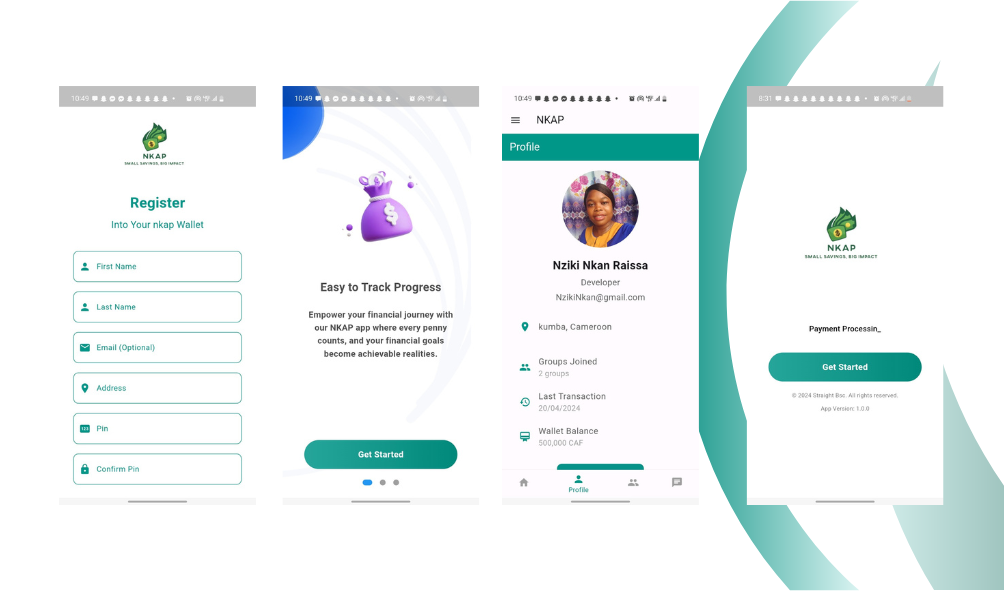 10:49
NKAP
SMALL SAVINGS, BIG IMPACT
Register
Into Your nkap Wallet
First Name
Last Name
Email (Optional)
Address
Pin
Confirm Pin
10:49
Easy to Track Progress
Empower your financial journey with
our NKAP app where every penny
counts, and your financial goals
become achievable realities.
Get Started
10:49
NKAP
Profile
Nziki Nkan Raissa
Developer
NzikiNkan@gmail.com
kumba, Cameroon
Groups Joined
2 groups
Last Transaction
20/04/2024
Wallet Balance
500,000 CAF
Profile
8:31
NKAP
SMALL SAVINGS, BIG IMPACT
Payment Processin_
Get Started
© 2024 Straight Bsc. All rights reserved.
App Version: 1.0.0